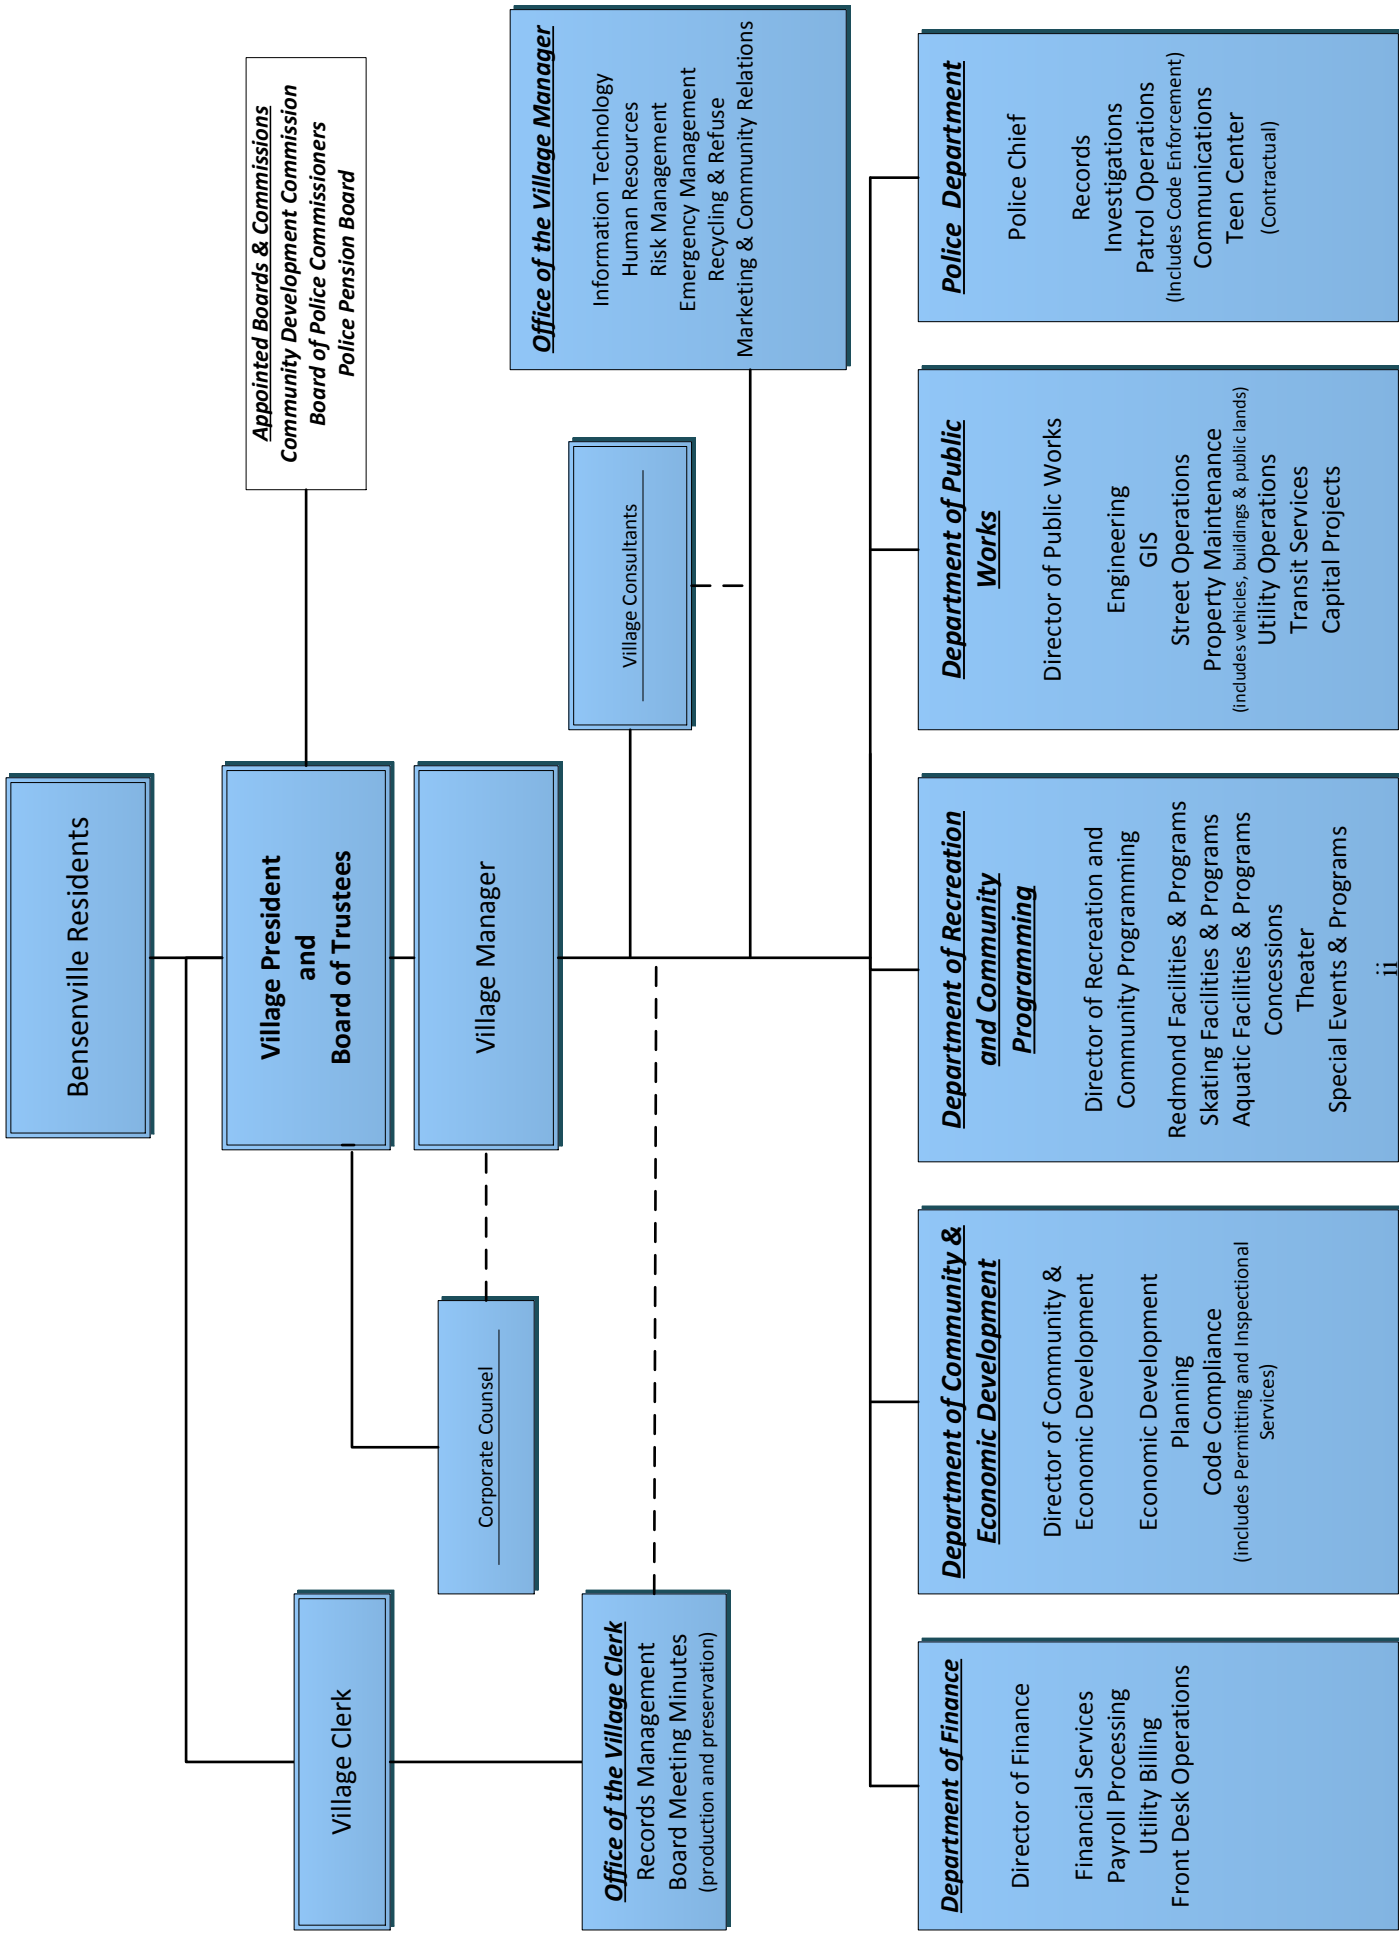 Bensenville Residents
Appointed Boards & Commissions
Community Development Commission
Board of Police Commissioners
Police Pension Board
Village President
and
Board of Trustees
Village Clerk
Village Manager
Corporate Counsel
Village Consultants
Office of the Village Manager
Information Technology
Human Resources
Risk Management
Emergency Management
Recycling & Refuse
Marketing & Community Relations
Office of the Village Clerk
Records Management
Board Meeting Minutes
(production and preservation)
Department of Finance
Director of Finance
Financial Services
Payroll Processing
Utility Billing
Front Desk Operations
Department of Community &
Economic Development
Director of Community &
Economic Development
Economic Development
Planning
Code Compliance
(includes Permitting and Inspectional
Services)
Department of Recreation
and Community
Programming
Director of Recreation and
Community Programming
Redmond Facilities & Programs
Skating Facilities & Programs
Aquatic Facilities & Programs
Concessions
Theater
Special Events & Programs
Department of Public
Works
Director of Public Works
Engineering
GIS
Street Operations
Property Maintenance
(includes vehicles, buildings & public lands)
Utility Operations
Transit Services
Capital Projects
Police Department
Police Chief
Records
Investigations
Patrol Operations
(Includes Code Enforcement)
Communications
Teen Center
(Contractual)
ii